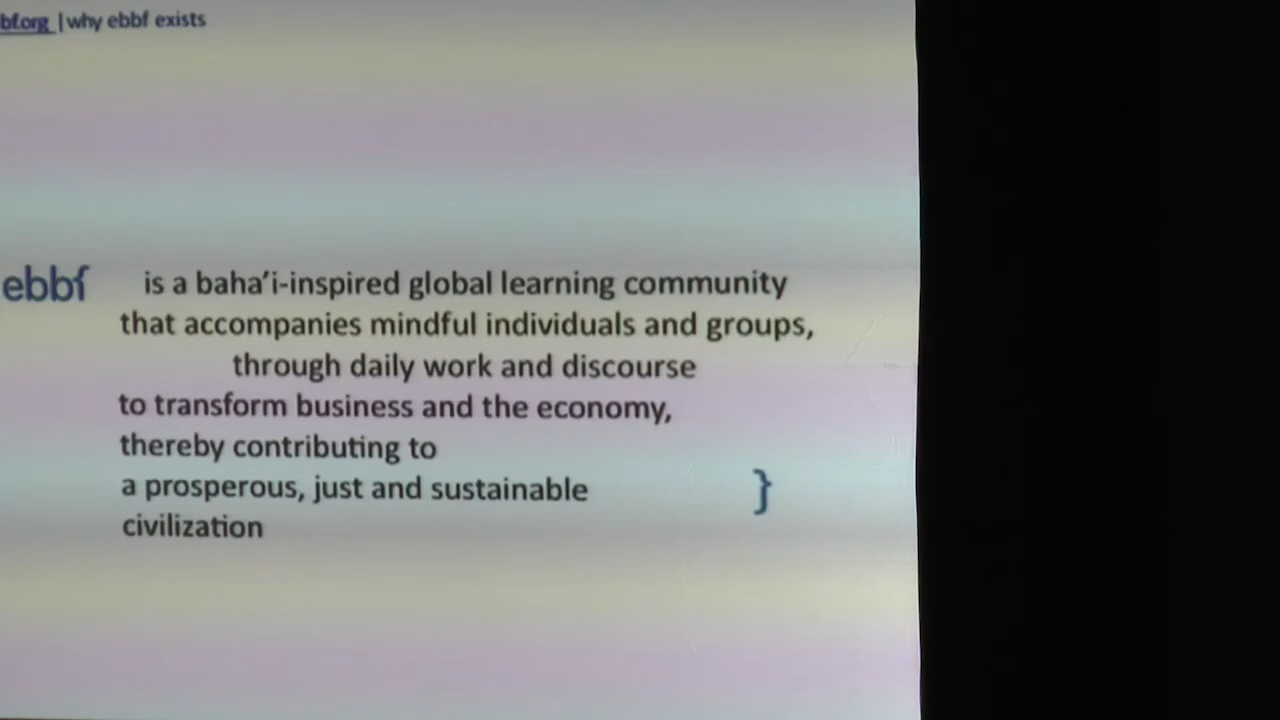 bf.org | why ebbf exists
ebbf is a baha'i-inspired global learning community
that accompanies mindful individuals and groups,
through daily work and discourse
to transform business and the economy,
thereby contributing to
a prosperous, just and sustainable }
civilization